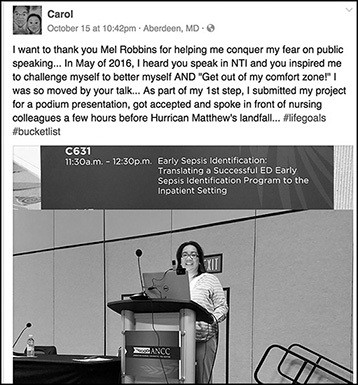 Carol
October 15 at 10:42pm · Aberdeen, MD ·
I want to thank you Mel Robbins for helping me conquer my fear on public
speaking... In May of 2016, I heard you speak in NTI and you inspired me
to challenge myself to better myself AND "Get out of my comfort zone!" I
was so moved by your talk... As part of my 1st step, I submitted my project
for a podium presentation, got accepted and spoke in front of nursing
colleagues a few hours before Hurrican Matthew's landfall... #lifegoals
#bucketlist
C631
11:30a.m. – 12:30p.m. Early Sepsis Identification:
Translating a Successful ED Early
Sepsis Identification Program to the
Inpatient Setting
EXIT
ANCC